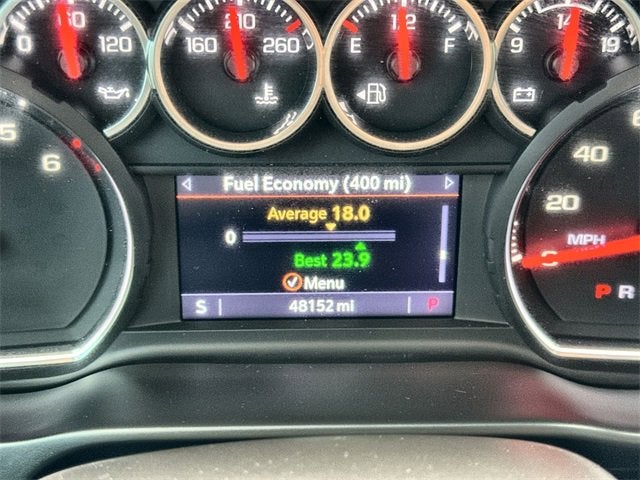 0 60 120
160 210 260
E 1/2 F
9 14 19
5
6
Fuel Economy (400 mi)
Average 18.0
0
Best 23.9
Menu
S 48152 mi P
40
20
MPH
P R